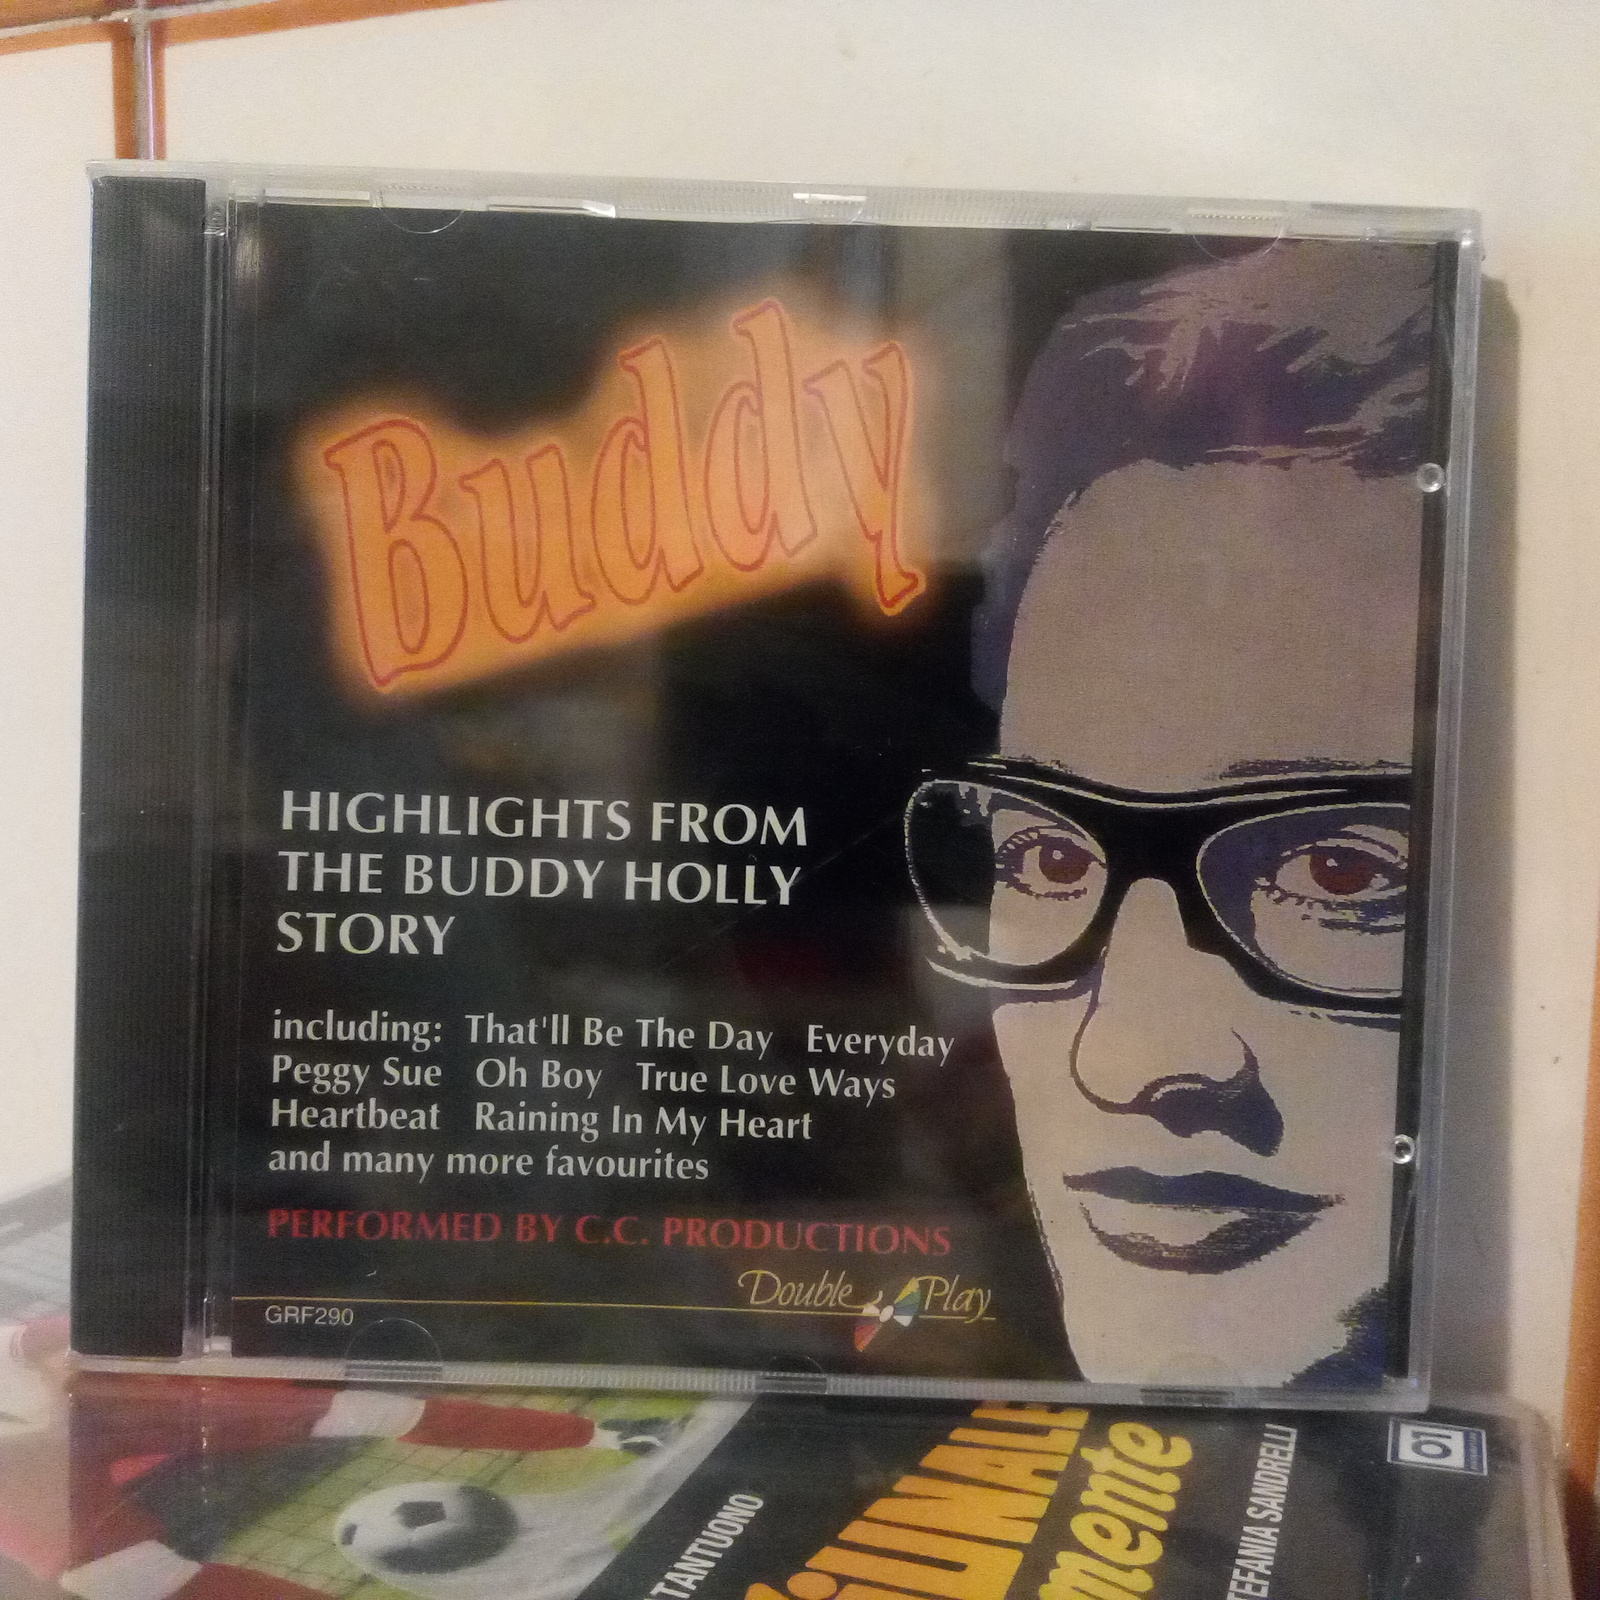 Buddy
HIGHLIGHTS FROM
THE BUDDY HOLLY
STORY
including: That'll Be The Day Everyday
Peggy Sue Oh Boy True Love Ways
Heartbeat Raining In My Heart
and many more favourites
PERFORMED BY C.C. PRODUCTIONS
Double Play
GRF290
TANTUONO
mente
TEFANIA SANDRELLI
01